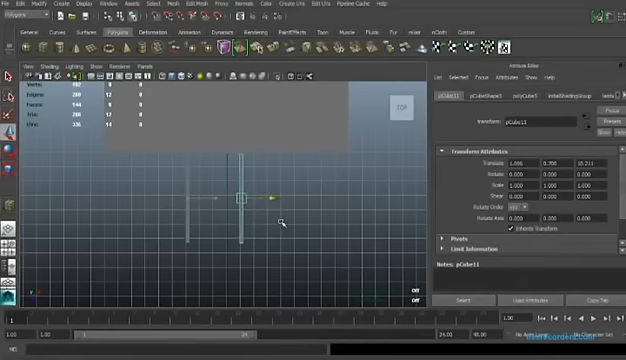 File Edit Modify Create Display Window Assets Select Mesh Edit Mesh Proxy Normals Color Create UVs Edit UVs Pipeline Cache
Polygons
General Curves Surfaces Polygons Deformation Animation Dynamics Rendering PaintEffects Toon Muscle Fluids Fur nHair nCloth Custom
View Shading Lighting Show Renderer Panels
Attribute Editor
List Selected Focus Attributes Show Help
Verts: 192 8 0
Edges: 288 12 0
Faces: 144 6 0
Tris: 288 12 0
UVs: 336 14 0
TOP
pCube11 pCubeShape11 polyCube5 initialShadingGroup
transform: pCube11
Focus
Presets
Show
Transform Attributes
Translate 0.700 10.211
Rotate 0.000 0.000 0.000
Scale 1.000 1.000 1.000
Shear 0.000 0.000 0.000
Rotate Order xyz
Rotate Axis 0.000 0.000 0.000
Inherits Transform
Pivots
Limit Information
Notes: pCube11
Off
Off
Select Load Attributes Copy Tab
1 1.00
1.00 1.00 1 24 24.00 48.00 No Anim Layer No Character Set
MEL